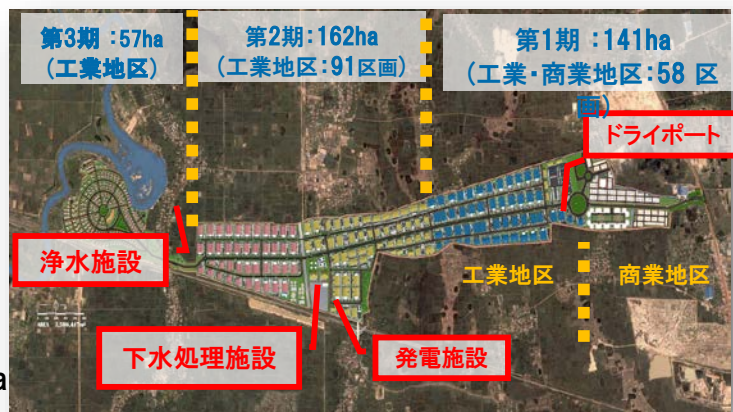 第3期：57ha
（工業地区）
第2期：162ha
（工業地区：91区画）
第1期：141ha
（工業・商業地区：58 区
画）
ドライポート
浄水施設
工業地区
商業地区
下水処理施設
発電施設
a